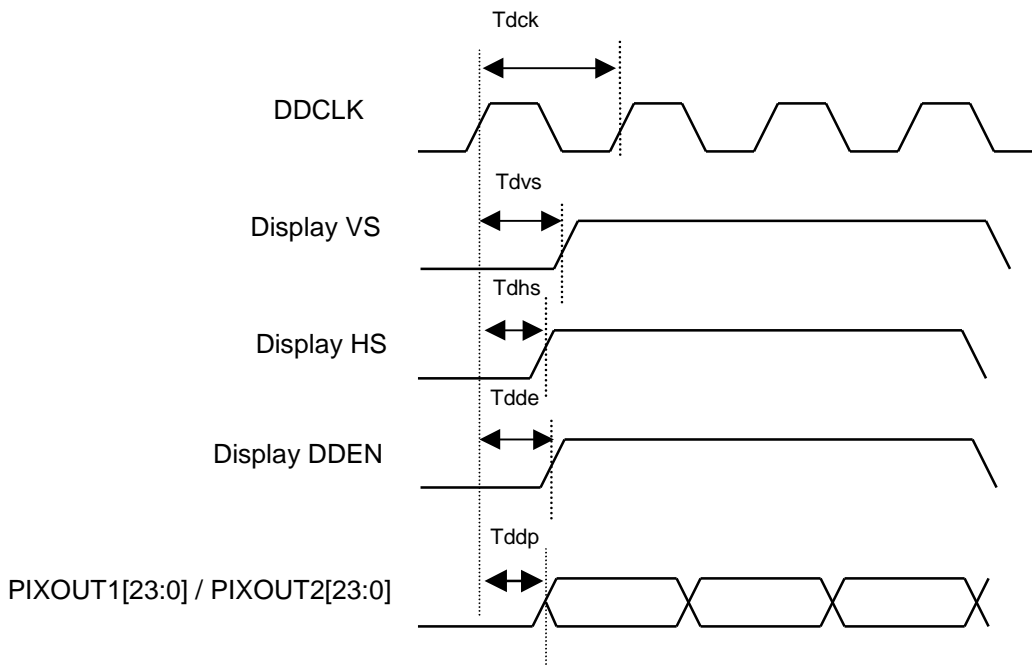 Tdck
DDCLK
Tdvs
Display VS
Tdhs
Display HS
Tdde
Display DDEN
Tddp
PIXOUT1[23:0] / PIXOUT2[23:0]